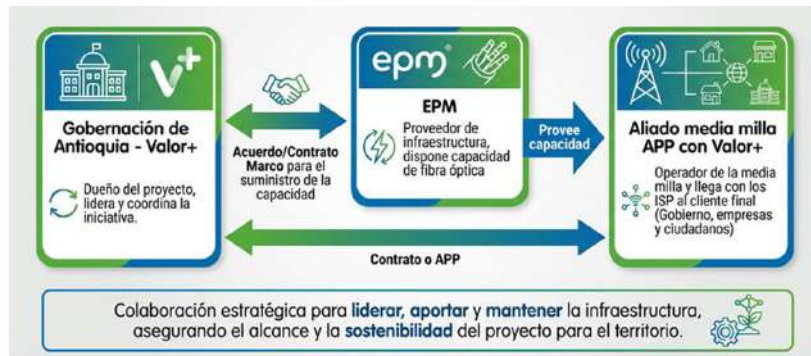 V+
Gobernación de
Antioquia - Valor+
Dueño del proyecto,
lidera y coordina la
iniciativa.
Acuerdo/Contrato
Marco para el
suministro de la
capacidad
epm®
EPM
Proveedor de
infraestructura,
dispone capacidad
de fibra óptica
Provee
capacidad
Aliado media milla
APP con Valor+
Operador de la media
milla y llega con los
ISP al cliente final
(Gobierno, empresas
y ciudadanos)
Contrato o APP
Colaboración estratégica para liderar, aportar y mantener la infraestructura,
asegurando el alcance y la sostenibilidad del proyecto para el territorio.